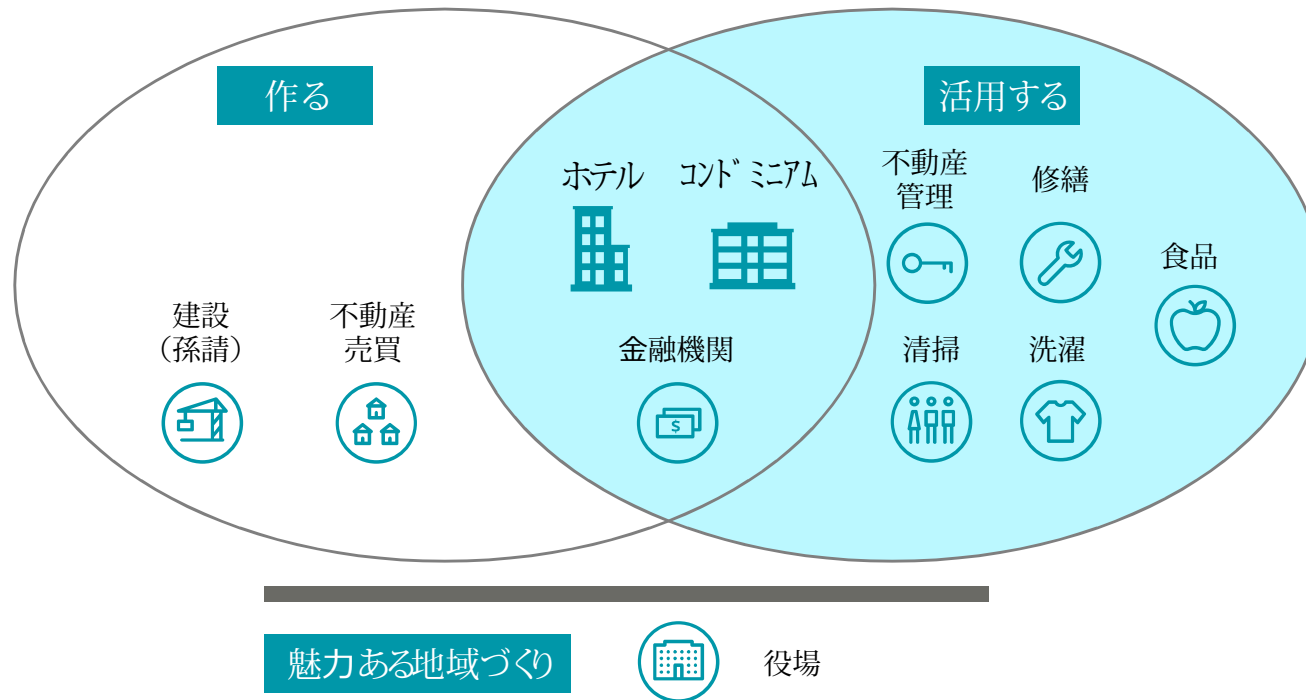 作る
活用する
ホテル
コンドミニアム
不動産
管理
修繕
食品
建設
（孫請）
不動産
売買
金融機関
$
清掃
洗濯
魅力ある地域づくり
役場